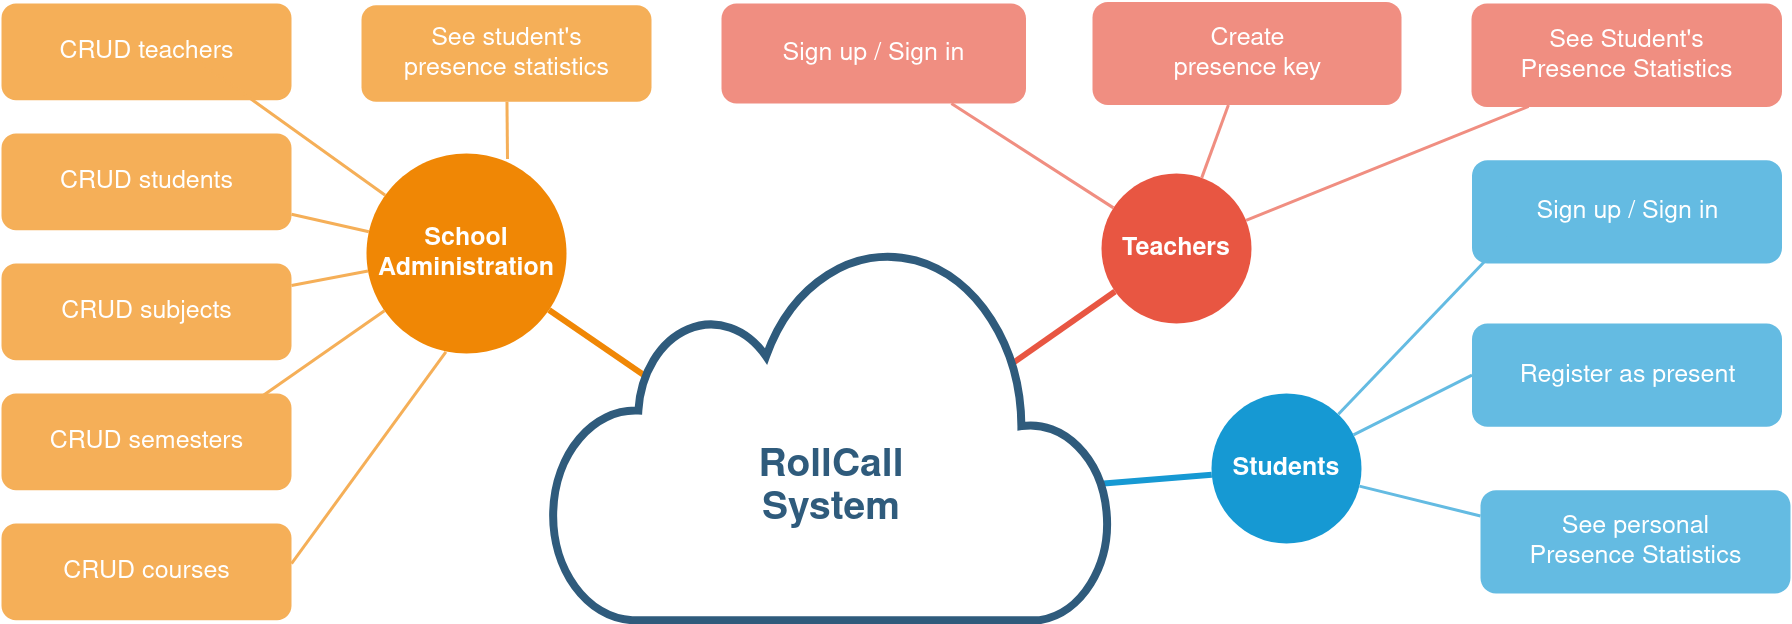 CRUD teachers
See student's
presence statistics
Sign up / Sign in
Create
presence key
See Student's
Presence Statistics
CRUD students
Sign up / Sign in
School
Administration
Teachers
CRUD subjects
Register as present
CRUD semesters
RollCall
System
Students
See personal
Presence Statistics
CRUD courses